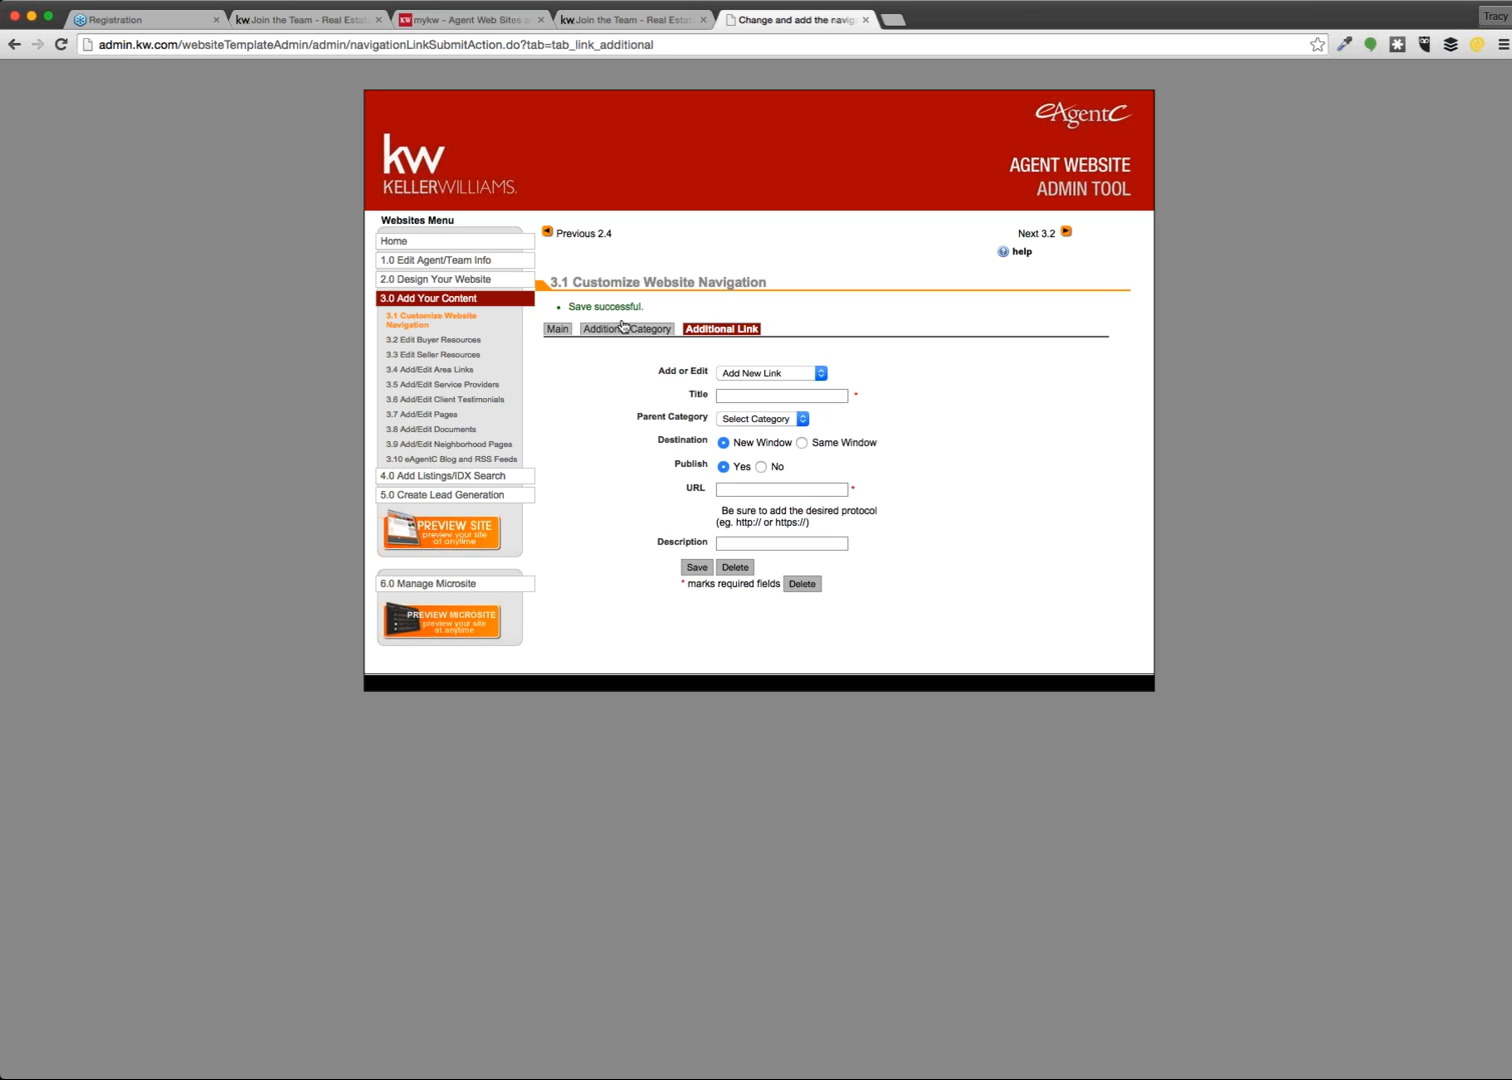 Registration
kw Join the Team - Real Esta
KW mykw - Agent Web Sites
kw Join the Team - Real Esta
Change and add the navig
Tracy
admin.kw.com/websiteTemplateAdmin/admin/navigationLinkSubmitAction.do?tab=tab_link_additional
eAgentC
kw
KELLERWILLIAMS.
AGENT WEBSITE
ADMIN TOOL
Websites Menu
Home
1.0 Edit Agent/Team Info
2.0 Design Your Website
3.0 Add Your Content
3.1 Customize Website
Navigation
3.2 Edit Buyer Resources
3.3 Edit Seller Resources
3.4 Add/Edit Area Links
3.5 Add/Edit Service Providers
3.6 Add/Edit Client Testimonials
3.7 Add/Edit Pages
3.8 Add/Edit Documents
3.9 Add/Edit Neighborhood Pages
3.10 eAgentC Blog and RSS Feeds
4.0 Add Listings/IDX Search
5.0 Create Lead Generation
PREVIEW SITE
preview your site
at anytime
6.0 Manage Microsite
PREVIEW MICROSITE
preview your site
at anytime
Previous 2.4
Next 3.2
help
3.1 Customize Website Navigation
• Save successful.
Main
Category
Additional Link
Add or Edit
Add New Link
Title
*
Parent Category
Select Category
Destination
New Window
Same Window
Publish
Yes
No
URL
*
Be sure to add the desired protocol
(eg. http:// or https://)
Description
Save
Delete
* marks required fields
Delete